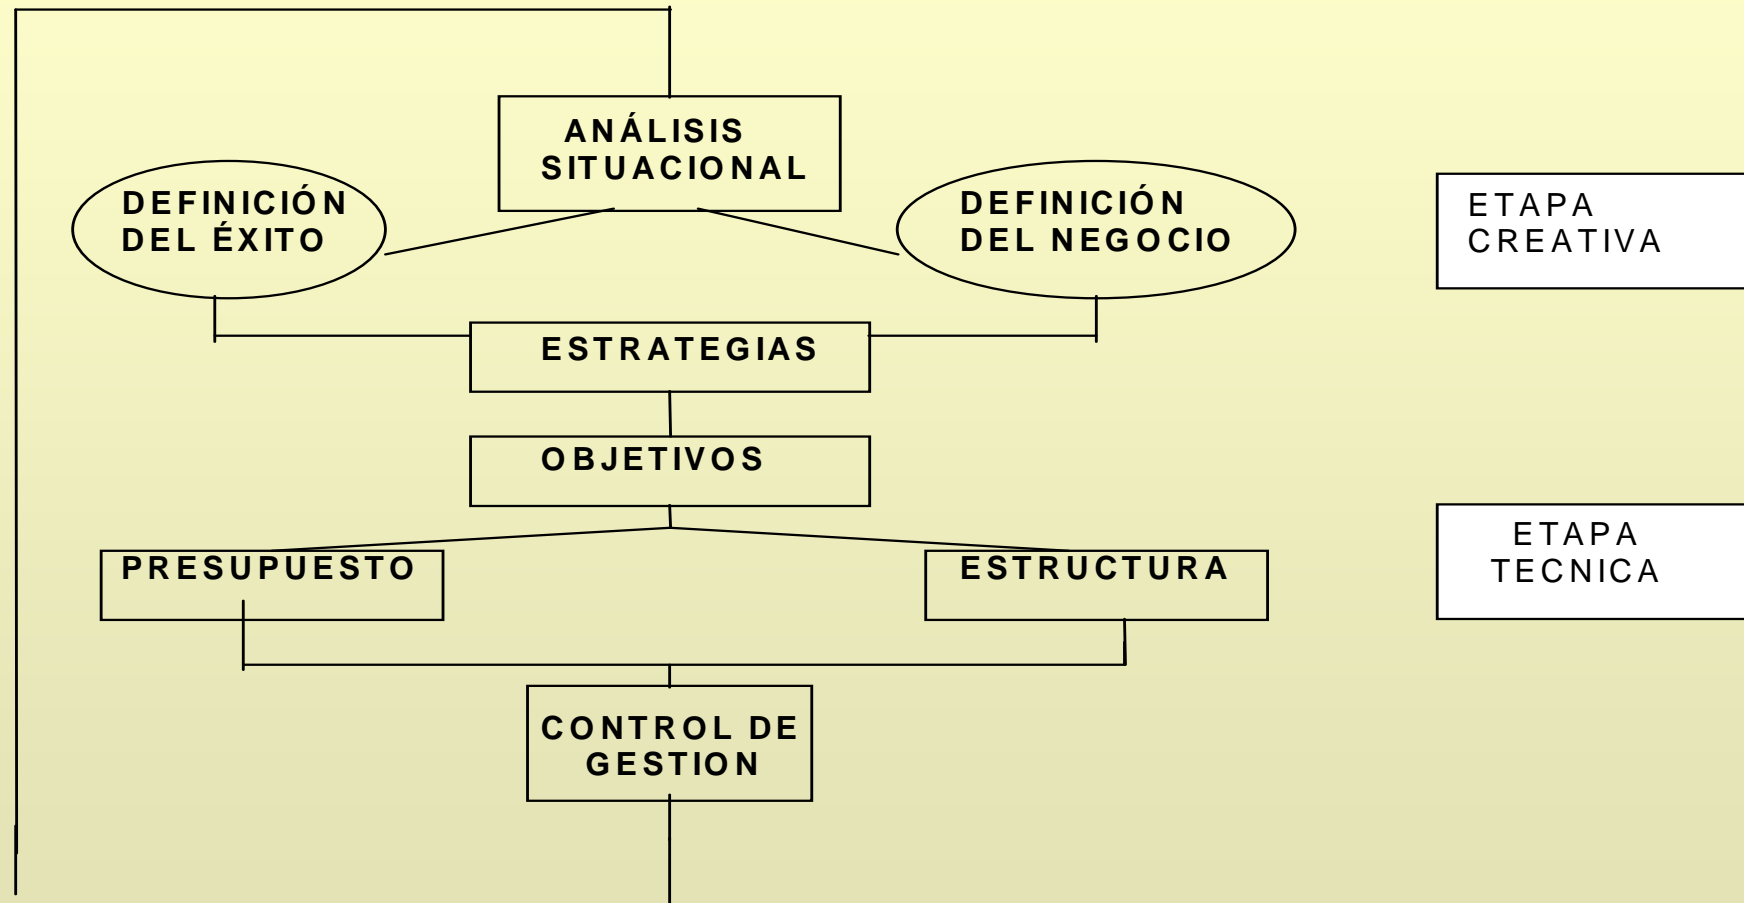 ANÁLISIS
SITUACIONAL
DEFINICIÓN
DEL ÉXITO
DEFINICIÓN
DEL NEGOCIO
ETAPA
CREATIVA
ESTRATEGIAS
OBJETIVOS
PRESUPUESTO
ESTRUCTURA
ETAPA
TECNICA
CONTROL DE
GESTION